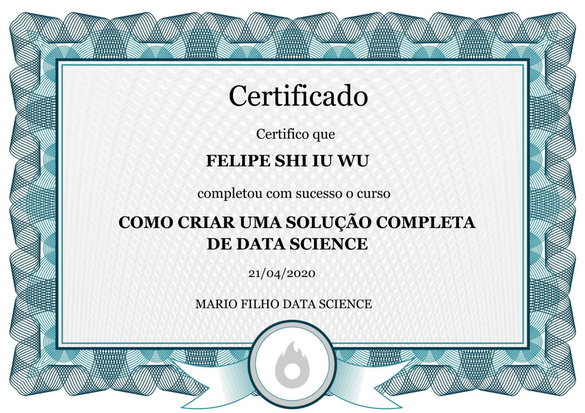 Certificado
Certifico que
FELIPE SHI IU WU
completou com sucesso o curso
COMO CRIAR UMA SOLUÇÃO COMPLETA
DE DATA SCIENCE
21/04/2020
MARIO FILHO DATA SCIENCE